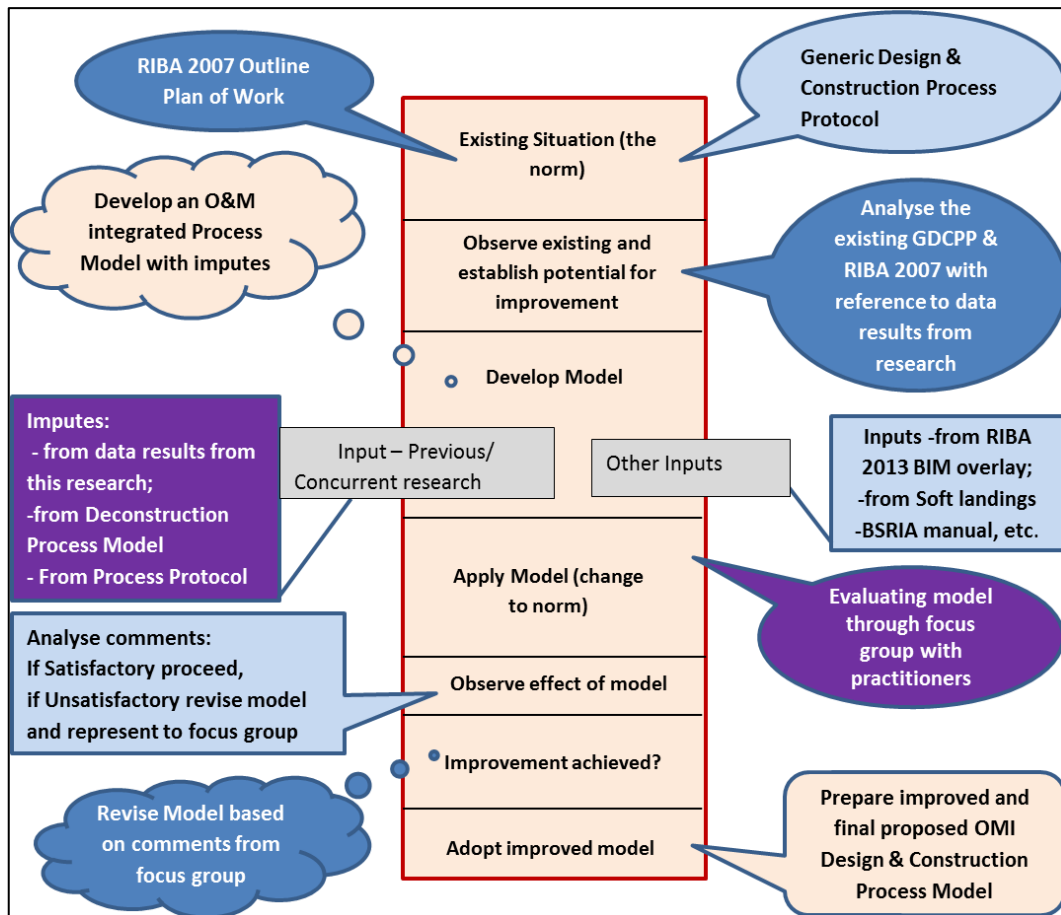 RIBA 2007 Outline
Plan of Work
Generic Design &
Construction Process
Protocol
Existing Situation (the
norm)
Develop an O&M
integrated Process
Model with imputes
Observe existing and
establish potential for
improvement
Analyse the
existing GDCPP &
RIBA 2007 with
reference to data
results from
research
Develop Model
Imputes:
- from data results from
this research;
-from Deconstruction
Process Model
- From Process Protocol
Input – Previous/
Concurrent research
Other Inputs
Inputs -from RIBA
2013 BIM overlay;
-from Soft landings
-BSRIA manual, etc.
Apply Model (change
to norm)
Evaluating model
through focus
group with
practitioners
Analyse comments:
If Satisfactory proceed,
if Unsatisfactory revise model
and represent to focus group
Observe effect of model
Improvement achieved?
Revise Model based
on comments from
focus group
Adopt improved model
Prepare improved and
final proposed OMI
Design & Construction
Process Model